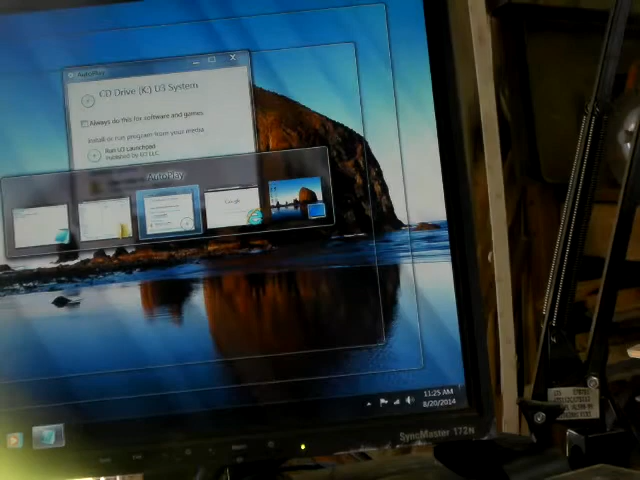 AutoPlay
CD Drive (K:) U3 System
Always do this for software and games
Install or run program from your media
Run U3 Launchpad
Published by U3 LLC
AutoPlay
Google
11:25 AM
8/20/2014
SyncMaster 172N